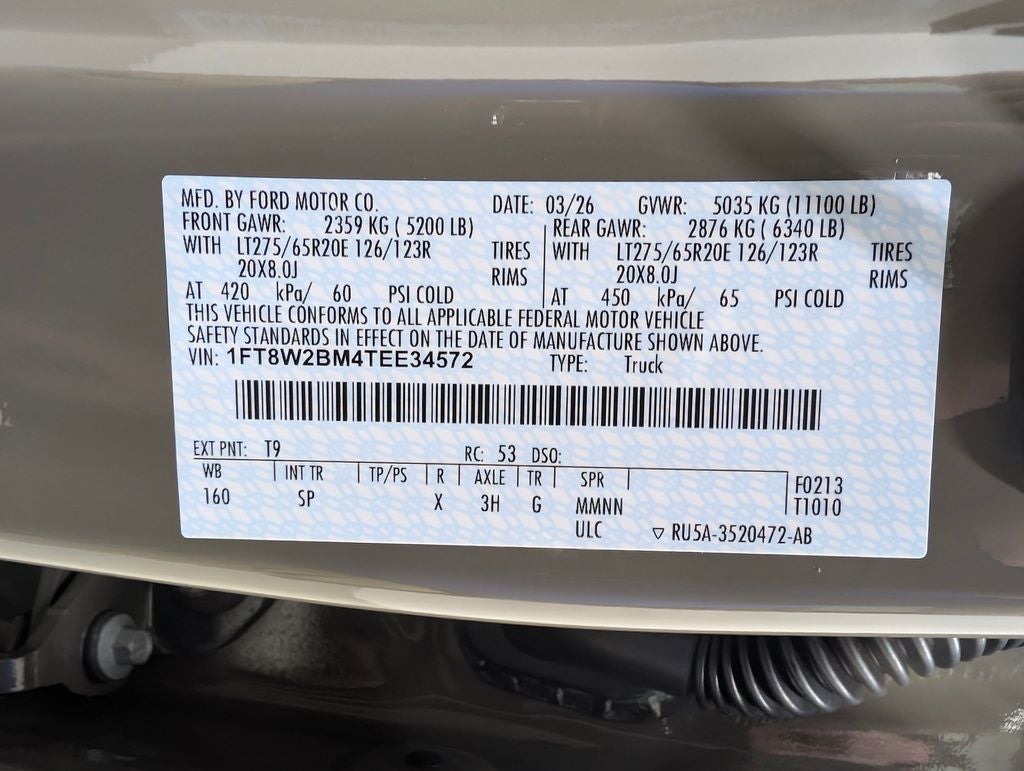 MFD. BY FORD MOTOR CO. DATE: 03/26 GVWR: 5035 KG (11100 LB)
FRONT GAWR: 2359 KG ( 5200 LB) REAR GAWR: 2876 KG ( 6340 LB)
WITH LT275/65R20E 126/123R TIRES WITH LT275/65R20E 126/123R TIRES
20X8.0J RIMS 20X8.0J RIMS
AT 420 kPa/ 60 PSI COLD AT 450 kPa/ 65 PSI COLD
THIS VEHICLE CONFORMS TO ALL APPLICABLE FEDERAL MOTOR VEHICLE
SAFETY STANDARDS IN EFFECT ON THE DATE OF MANUFACTURE SHOWN ABOVE.
VIN: 1FT8W2BM4TEE34572 TYPE: Truck
EXT PNT: T9 RC: 53 DSO:
WB INT TR TP/PS R AXLE TR SPR F0213
160 SP X 3H G MMNN T1010
ULC ▽ RU5A-3520472-AB